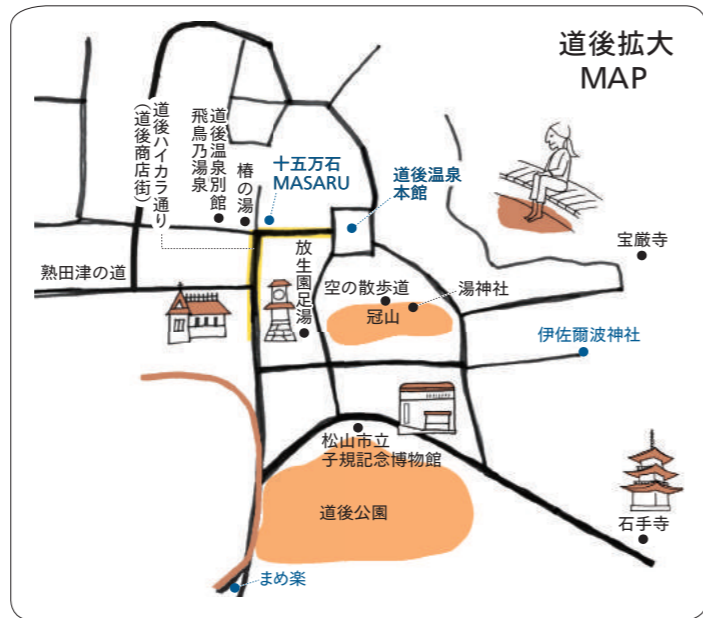 道後拡大
MAP
道後ハイカラ通り
(道後商店街)
道後温泉別館
飛鳥乃湯泉
椿の湯
十五万石
MASARU
道後温泉
本館
宝厳寺
熟田津の道
放生園足湯
空の散歩道
湯神社
冠山
伊佐爾波神社
松山市立
子規記念博物館
道後公園
石手寺
まめ楽